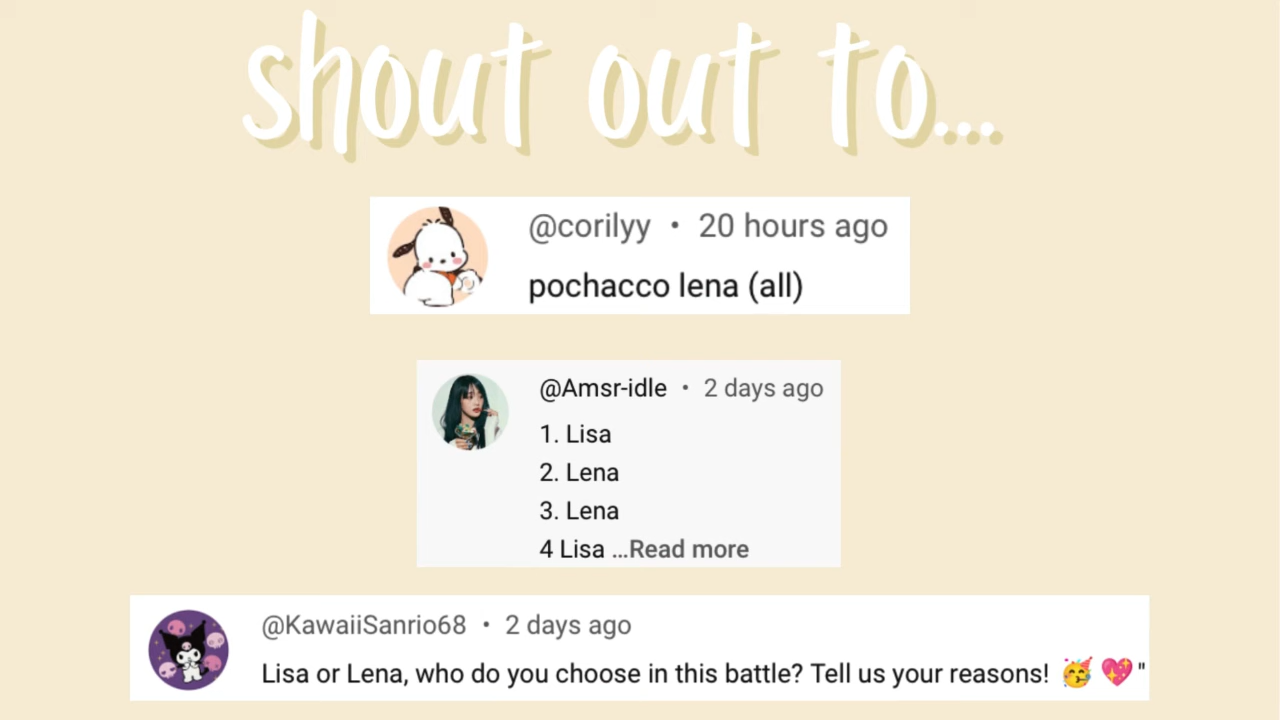 shout out to...
@corilyy • 20 hours ago
pochacco lena (all)
@Amsr-idle • 2 days ago
1. Lisa
2. Lena
3. Lena
4 Lisa ...Read more
@KawaiiSanrio68 • 2 days ago
Lisa or Lena, who do you choose in this battle? Tell us your reasons! 🥳 💖"